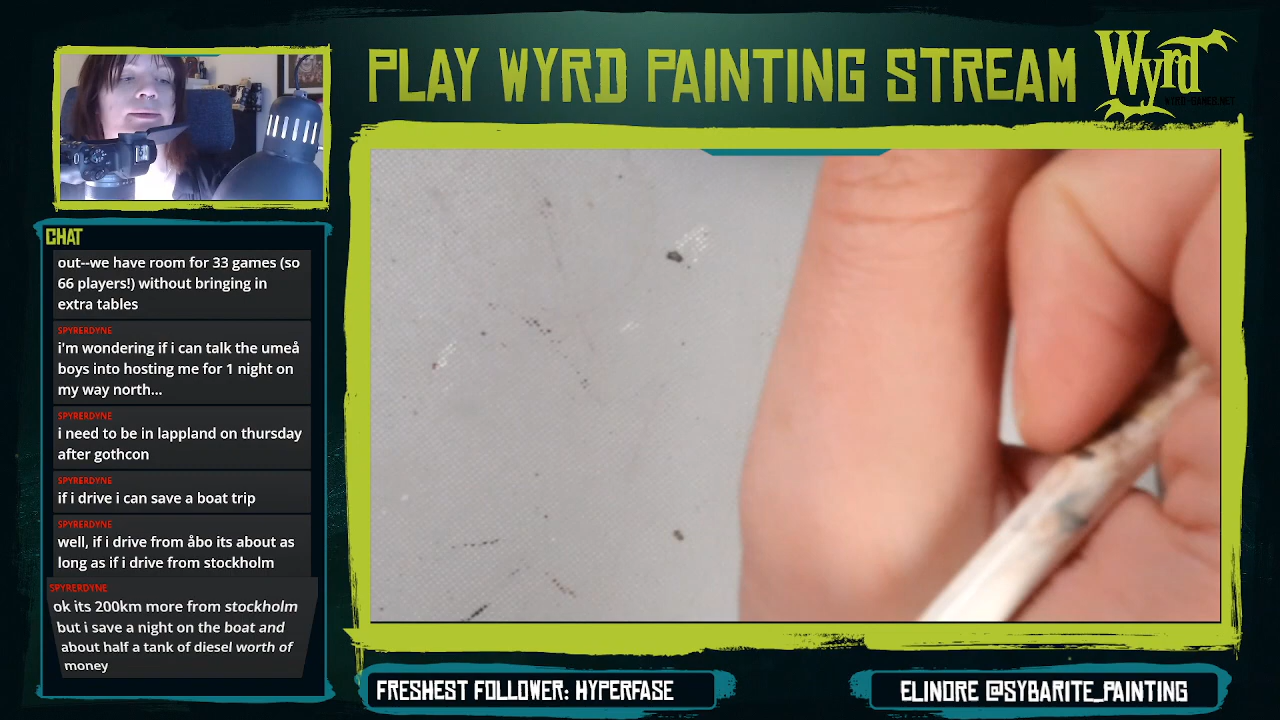 PLAY WYRD PAINTING STREAM
Wyrd
WYRD-GAMES.NET
CHAT
out--we have room for 33 games (so
66 players!) without bringing in
extra tables
SPYRERDYNE
i'm wondering if i can talk the umeå
boys into hosting me for 1 night on
my way north...
SPYRERDYNE
i need to be in lappland on thursday
after gothcon
SPYRERDYNE
if i drive i can save a boat trip
SPYRERDYNE
well, if i drive from åbo its about as
long as if i drive from stockholm
SPYRERDYNE
ok its 200km more from stockholm
but i save a night on the boat and
about half a tank of diesel worth of
money
FRESHEST FOLLOWER: HYPERFASE
ELINORE @SYBARITE_PAINTING